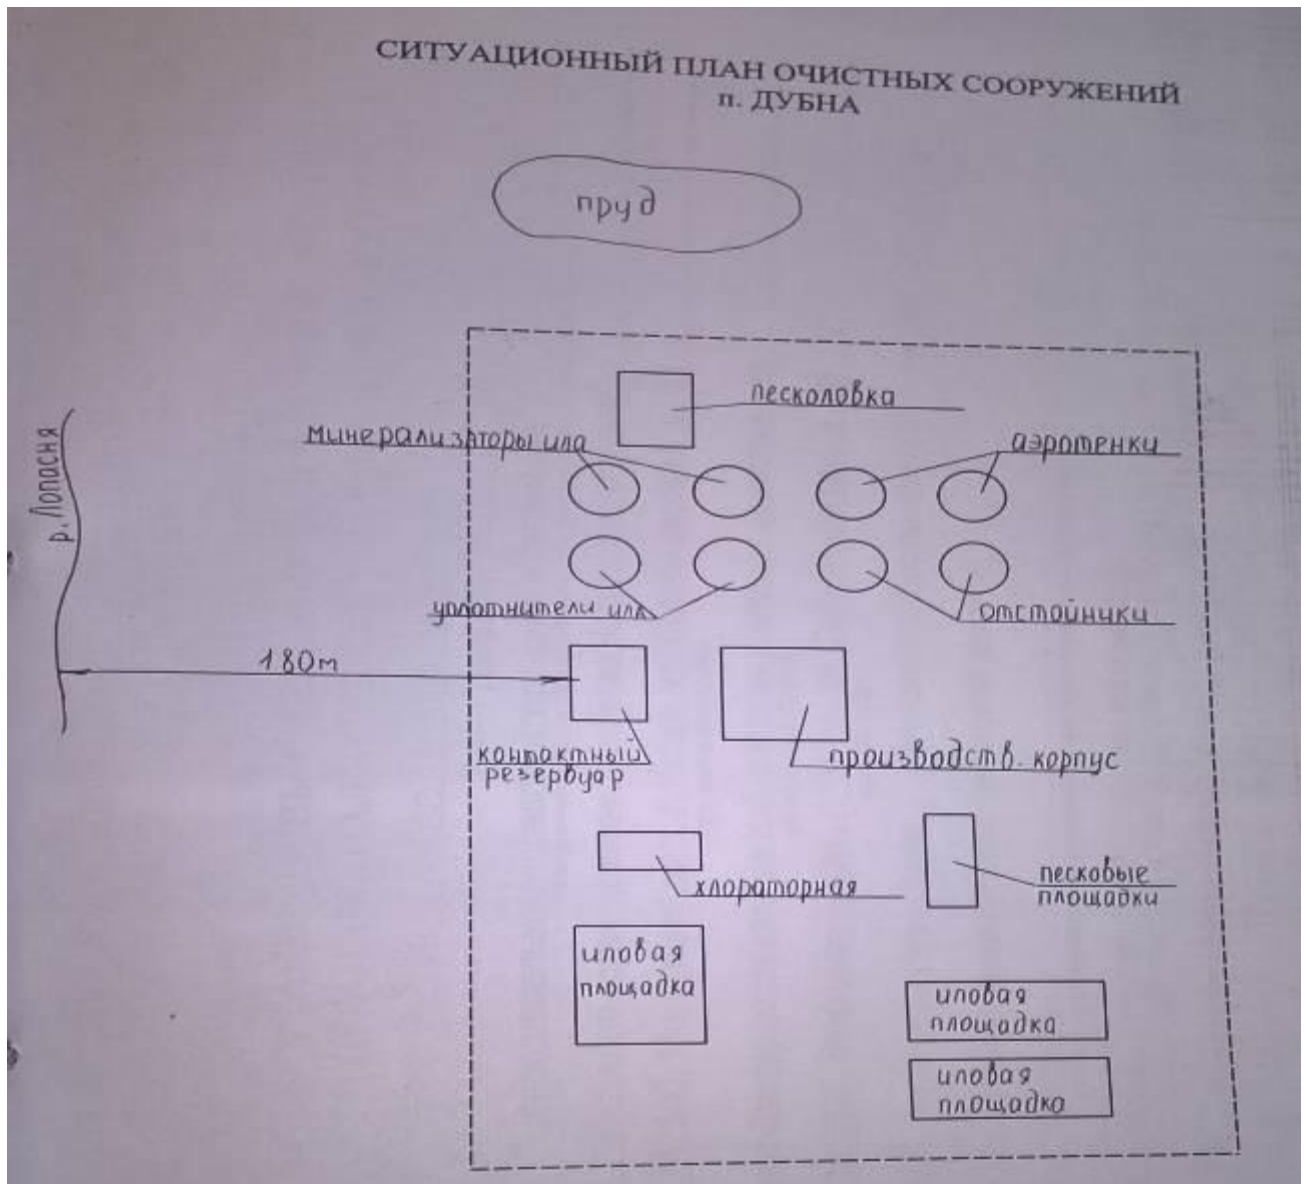 СИТУАЦИОННЫЙ ПЛАН ОЧИСТНЫХ СООРУЖЕНИЙ
п. ДУБНА
пруд
песколовка
минерализаторы ила
аэротенки
р. Лопасня
уплотнители ила
отстойники
180м
контактный
резервуар
производств. корпус
хлораторная
песковые
площадки
иловая
площадка
иловая
площадка
иловая
площадка